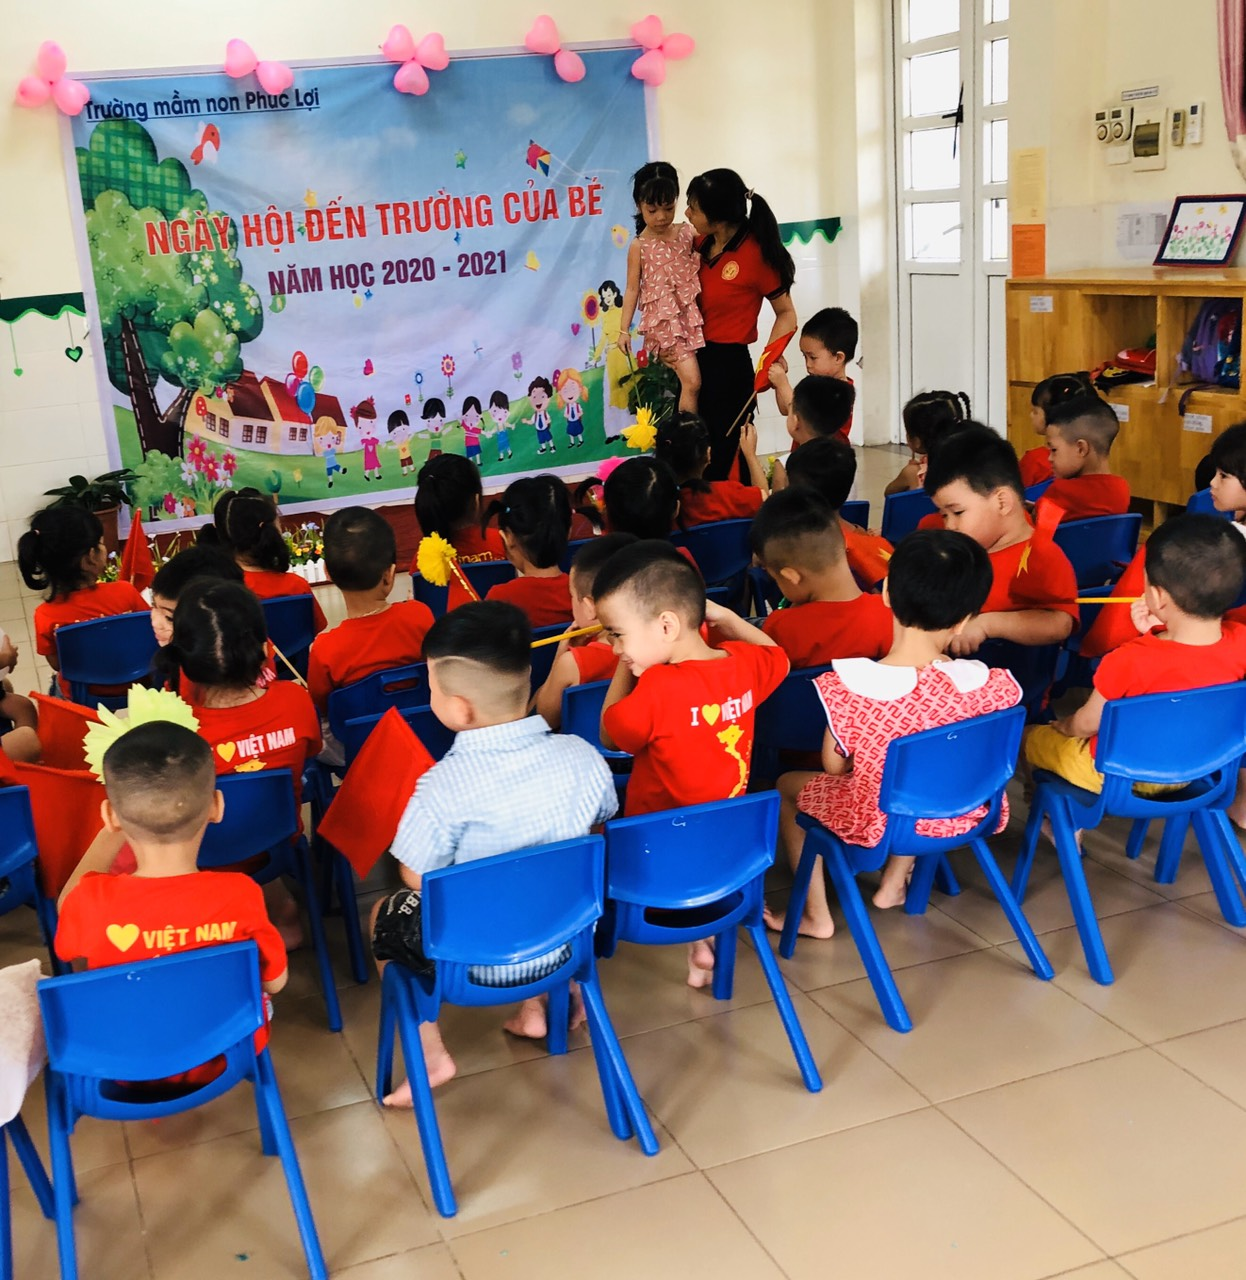 Trường mầm non Phúc Lợi
NGÀY HỘI ĐẾN TRƯỜNG CỦA BÉ
NĂM HỌC 2020 - 2021
I VIỆT NAM
VIỆT NAM
VIỆT NAM